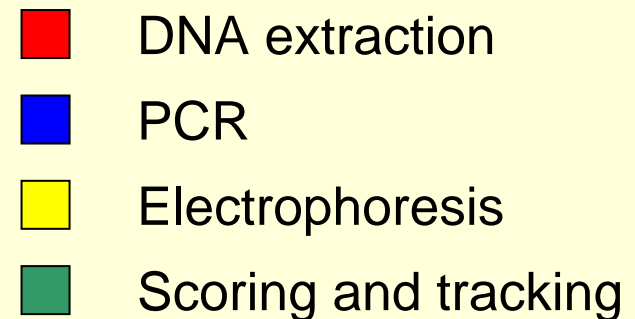 DNA extraction
PCR
Electrophoresis
Scoring and tracking